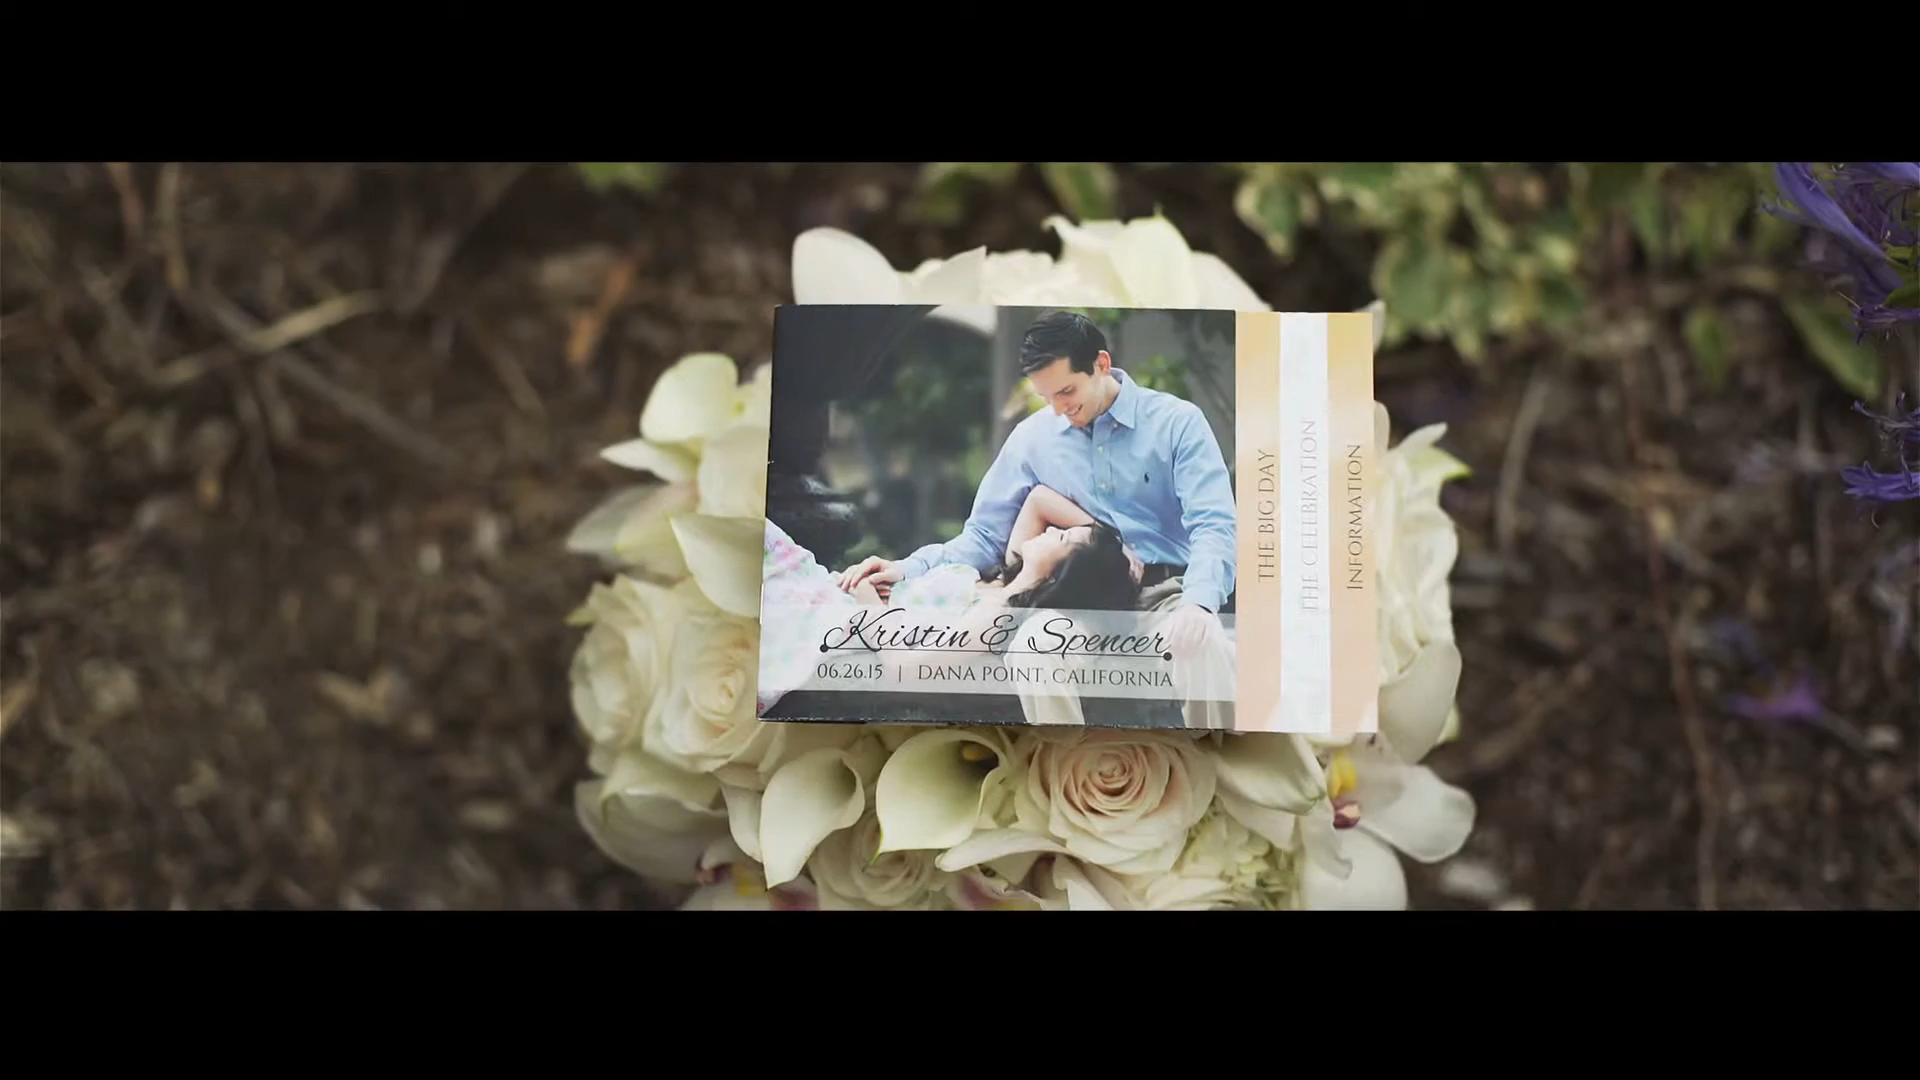 Kristin & Spencer
06.26.15 | DANA POINT, CALIFORNIA
THE BIG DAY
THE CELEBRATION
INFORMATION